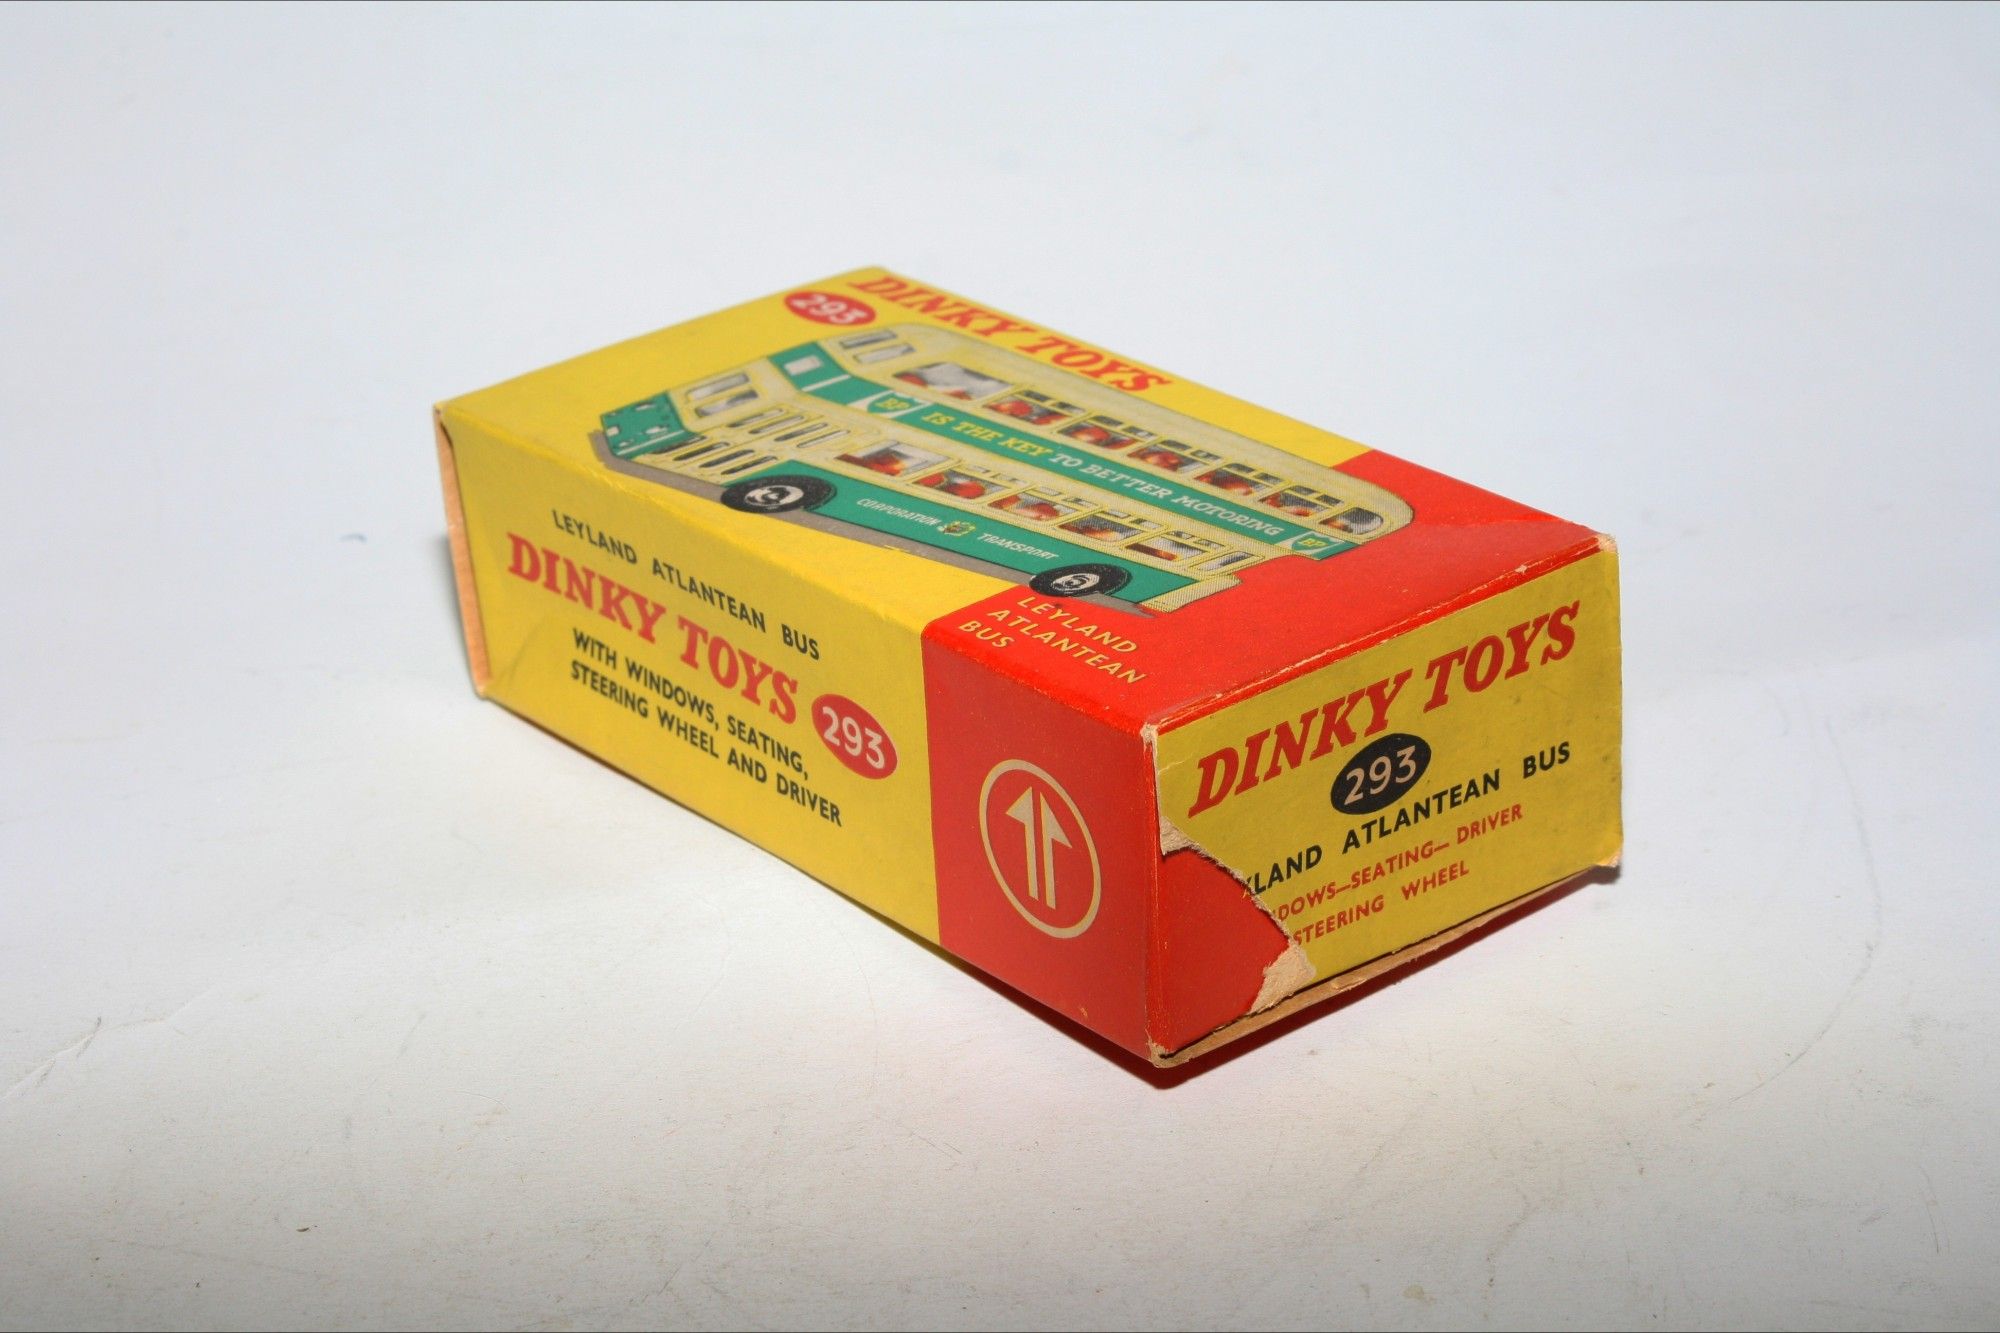 293
DINKY TOYS
BP IS THE KEY TO BETTER MOTORING BP
CORPORATION TRANSPORT
LEYLAND
ATLANTEAN
BUS
LEYLAND ATLANTEAN BUS
DINKY TOYS 293
WITH WINDOWS, SEATING,
STEERING WHEEL AND DRIVER
DINKY TOYS
293
YLAND ATLANTEAN BUS
DOWS—SEATING—DRIVER
STEERING WHEEL